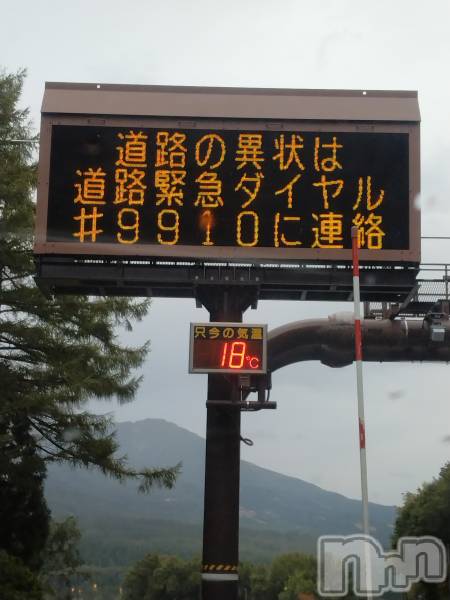 道路の異状は
道路緊急ダイヤル
#9910に連絡
只今の気温
18℃
nmn